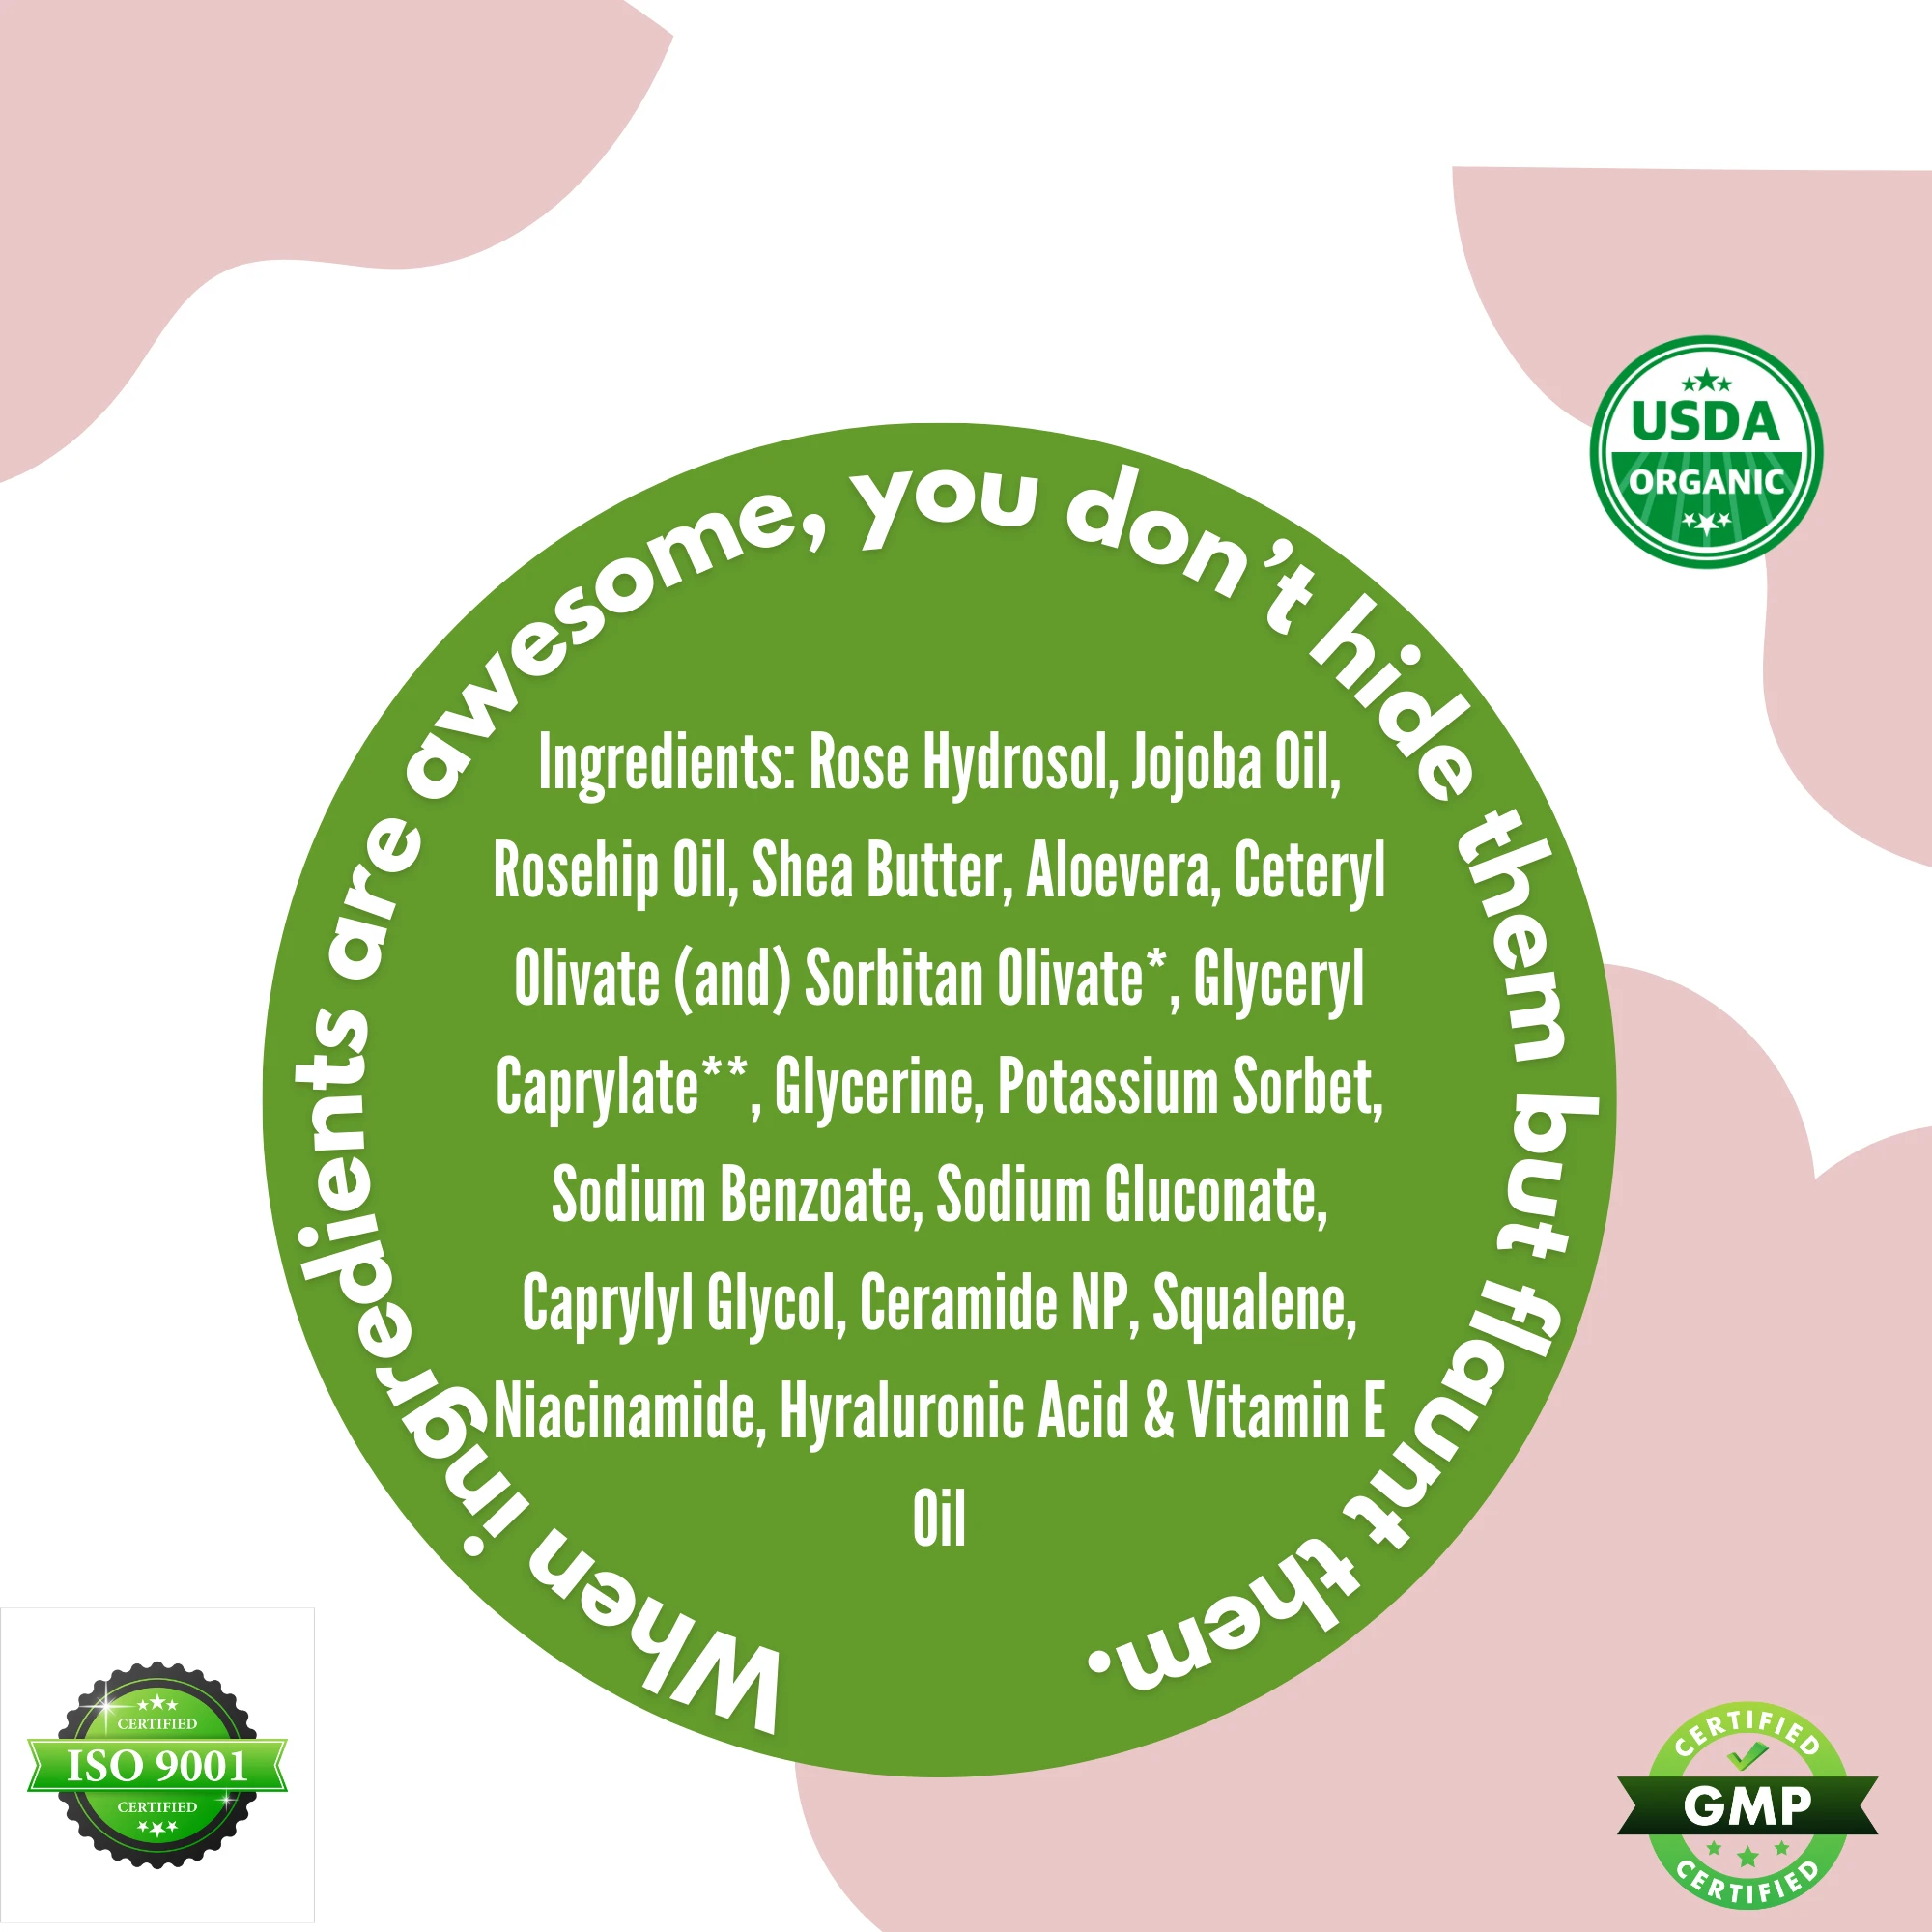 When ingredients are awesome, you don't hide them but flaunt them.
USDA
ORGANIC
Ingredients: Rose Hydrosol, Jojoba Oil,
Rosehip Oil, Shea Butter, Aloevera, Ceteryl
Olivate (and) Sorbitan Olivate* , Glyceryl
Caprylate** , Glycerine, Potassium Sorbet,
Sodium Benzoate, Sodium Gluconate,
Caprylyl Glycol, Ceramide NP, Squalene,
Niacinamide, Hyraluronic Acid & Vitamin E
Oil
CERTIFIED
ISO 9001
CERTIFIED
CERTIFIED
GMP
CERTIFIED